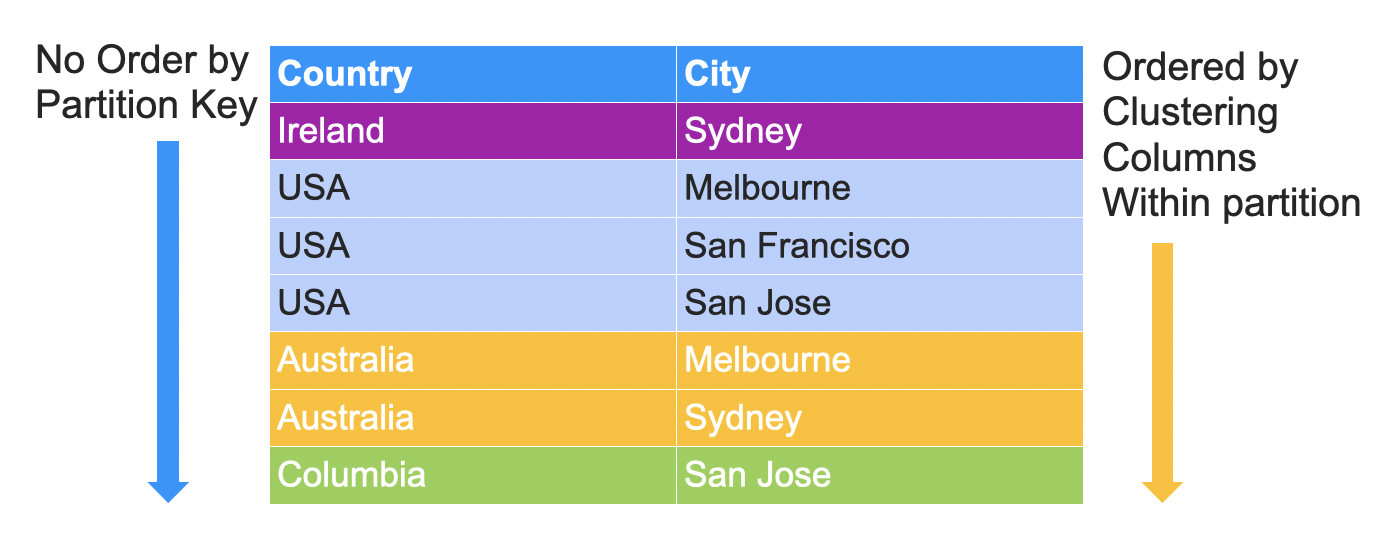 No Order by
Partition Key
Country City
Ireland Sydney
USA Melbourne
USA San Francisco
USA San Jose
Australia Melbourne
Australia Sydney
Columbia San Jose
Ordered by
Clustering
Columns
Within partition